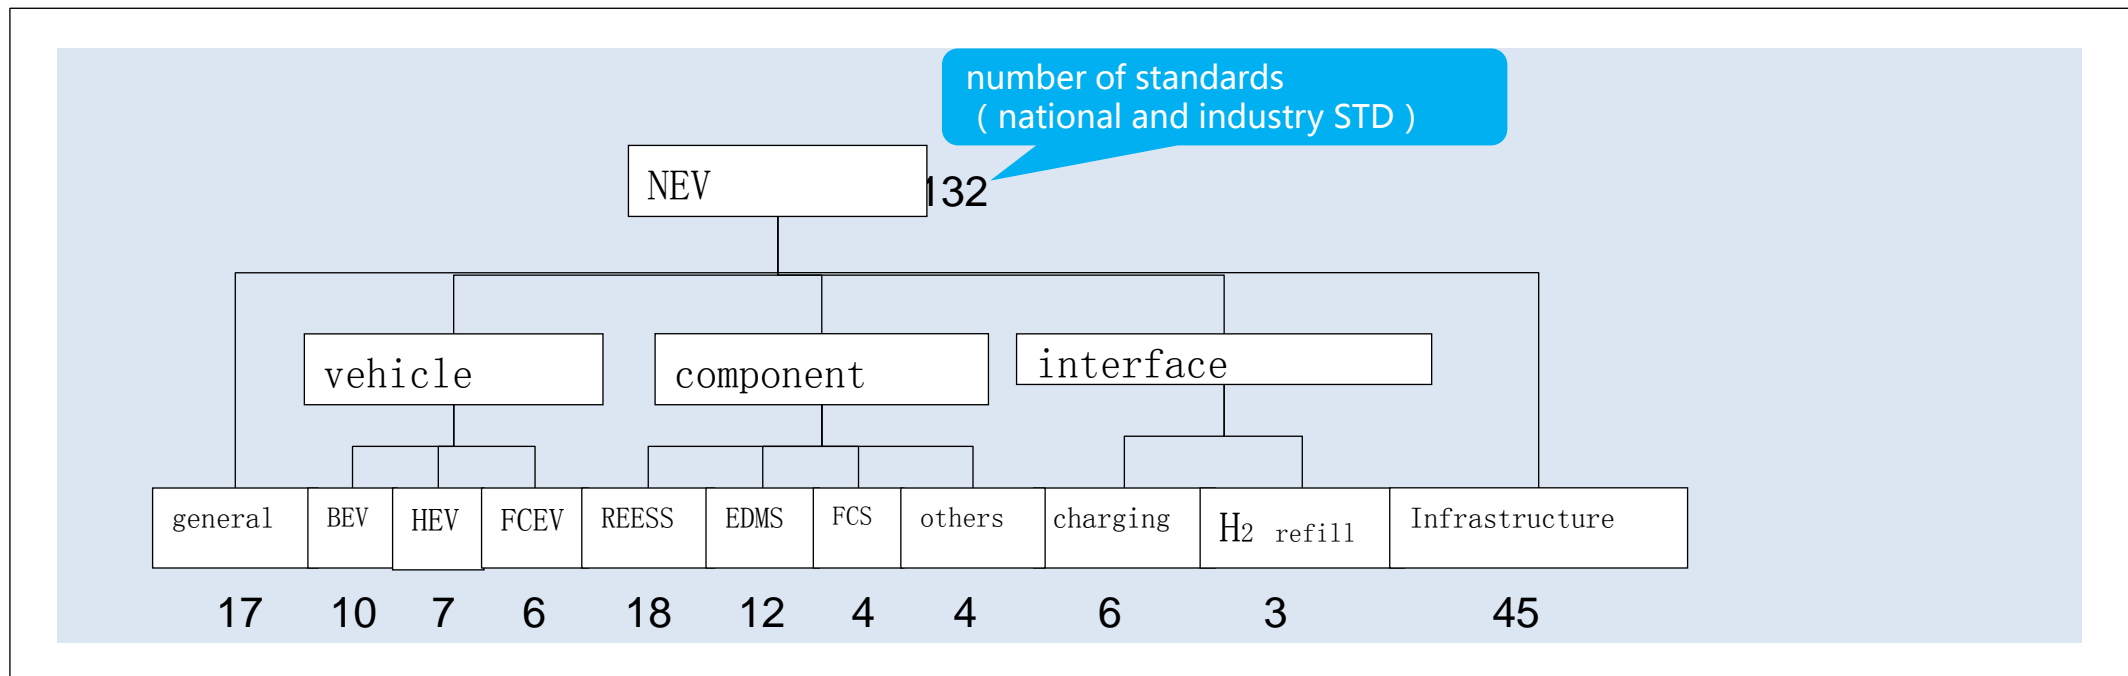 number of standards
（national and industry STD）
NEV
132
vehicle
component
interface
general
BEV
HEV
FCEV
REESS
EDMS
FCS
others
charging
H2 refill
Infrastructure
17
10
7
6
18
12
4
4
6
3
45